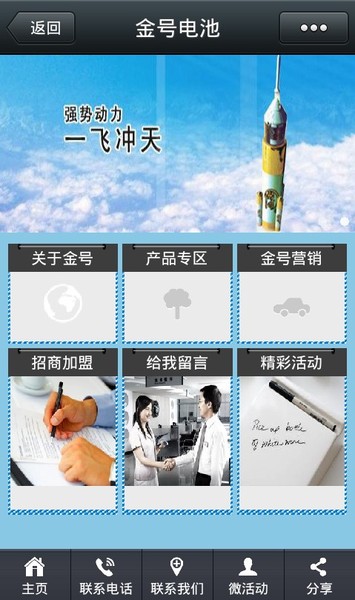 返回
金号电池
强势动力
一飞冲天
关于金号
产品专区
金号营销
招商加盟
给我留言
精彩活动
主页
联系电话
联系我们
微活动
分享